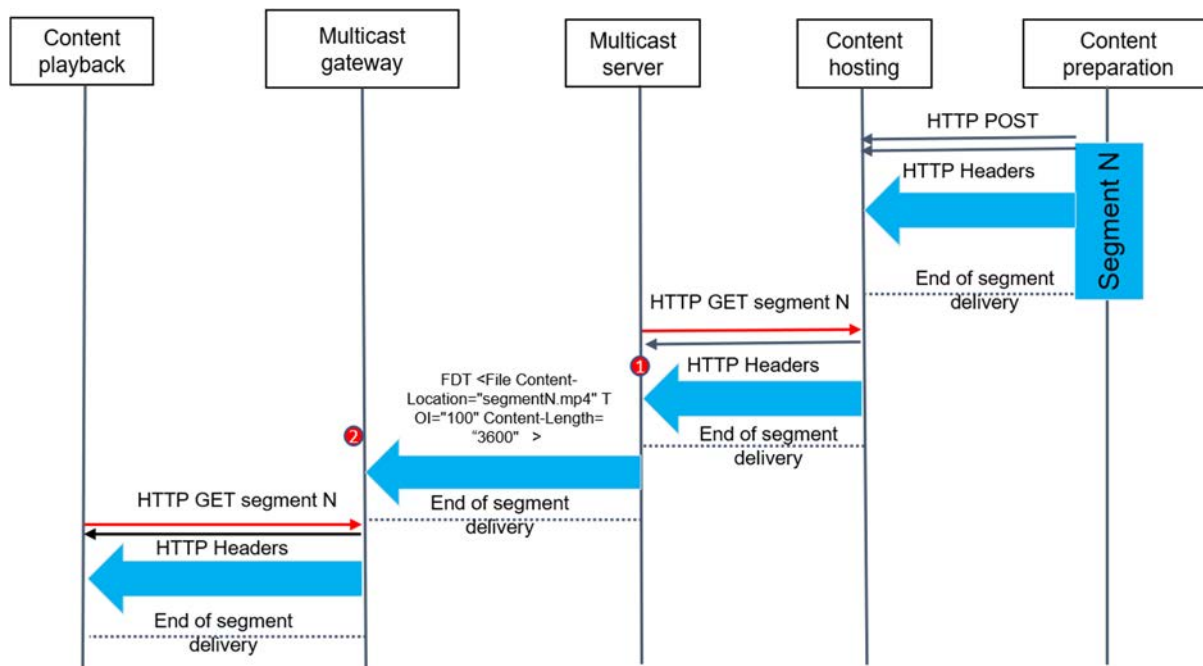 Content
playback
Multicast
gateway
Multicast
server
Content
hosting
Content
preparation
HTTP POST
HTTP Headers
Segment N
End of segment
delivery
HTTP GET segment N
1
HTTP Headers
FDT <File Content-
Location="segmentN.mp4" T
OI="100" Content-Length=
“3600" >
2
End of segment
delivery
End of segment
delivery
HTTP GET segment N
HTTP Headers
End of segment
delivery